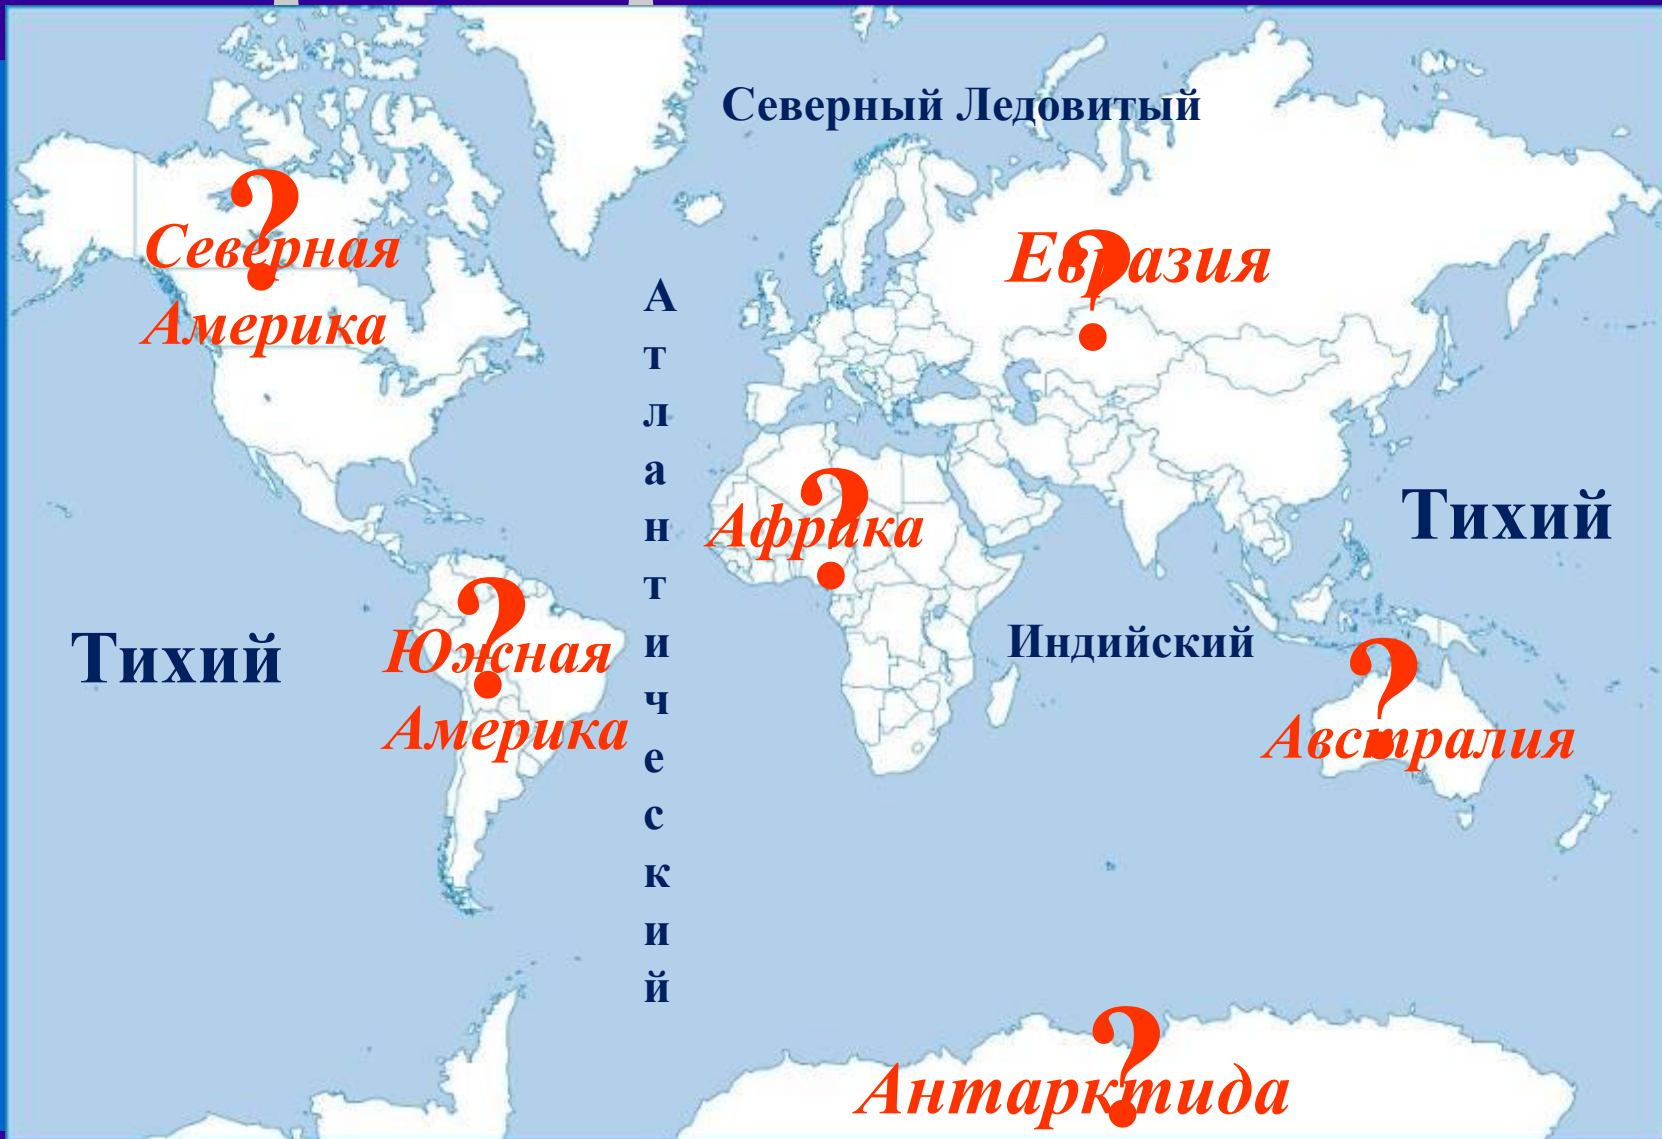 Северный Ледовитый
?
Северная
Америка
?
Евразия
Атлантический
?
Африка
Тихий
?
Южная
Америка
Тихий
Индийский
?
Австралия
?
Антарктида